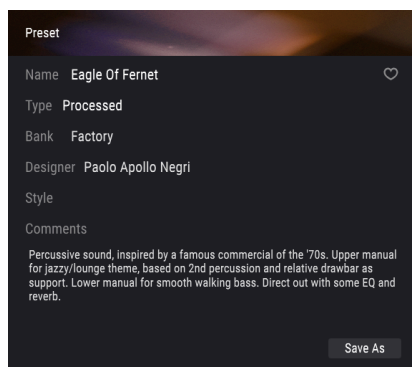 Preset
Name Eagle Of Fernet
Type Processed
Bank Factory
Designer Paolo Apollo Negri
Style
Comments
Percussive sound, inspired by a famous commercial of the '70s. Upper manual
for jazzy/lounge theme, based on 2nd percussion and relative drawbar as
support. Lower manual for smooth walking bass. Direct out with some EQ and
reverb.
Save As